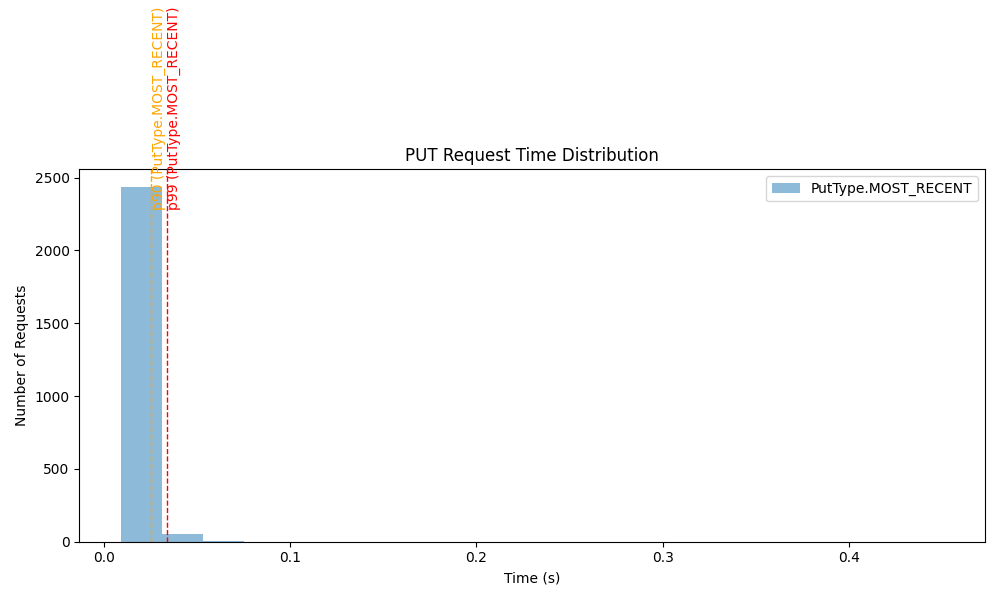 p95 (PutType.MOST_RECENT)
p99 (PutType.MOST_RECENT)
PUT Request Time Distribution
PutType.MOST_RECENT
Number of Requests
2500
2000
1500
1000
500
0
0.0
0.1
0.2
0.3
0.4
Time (s)